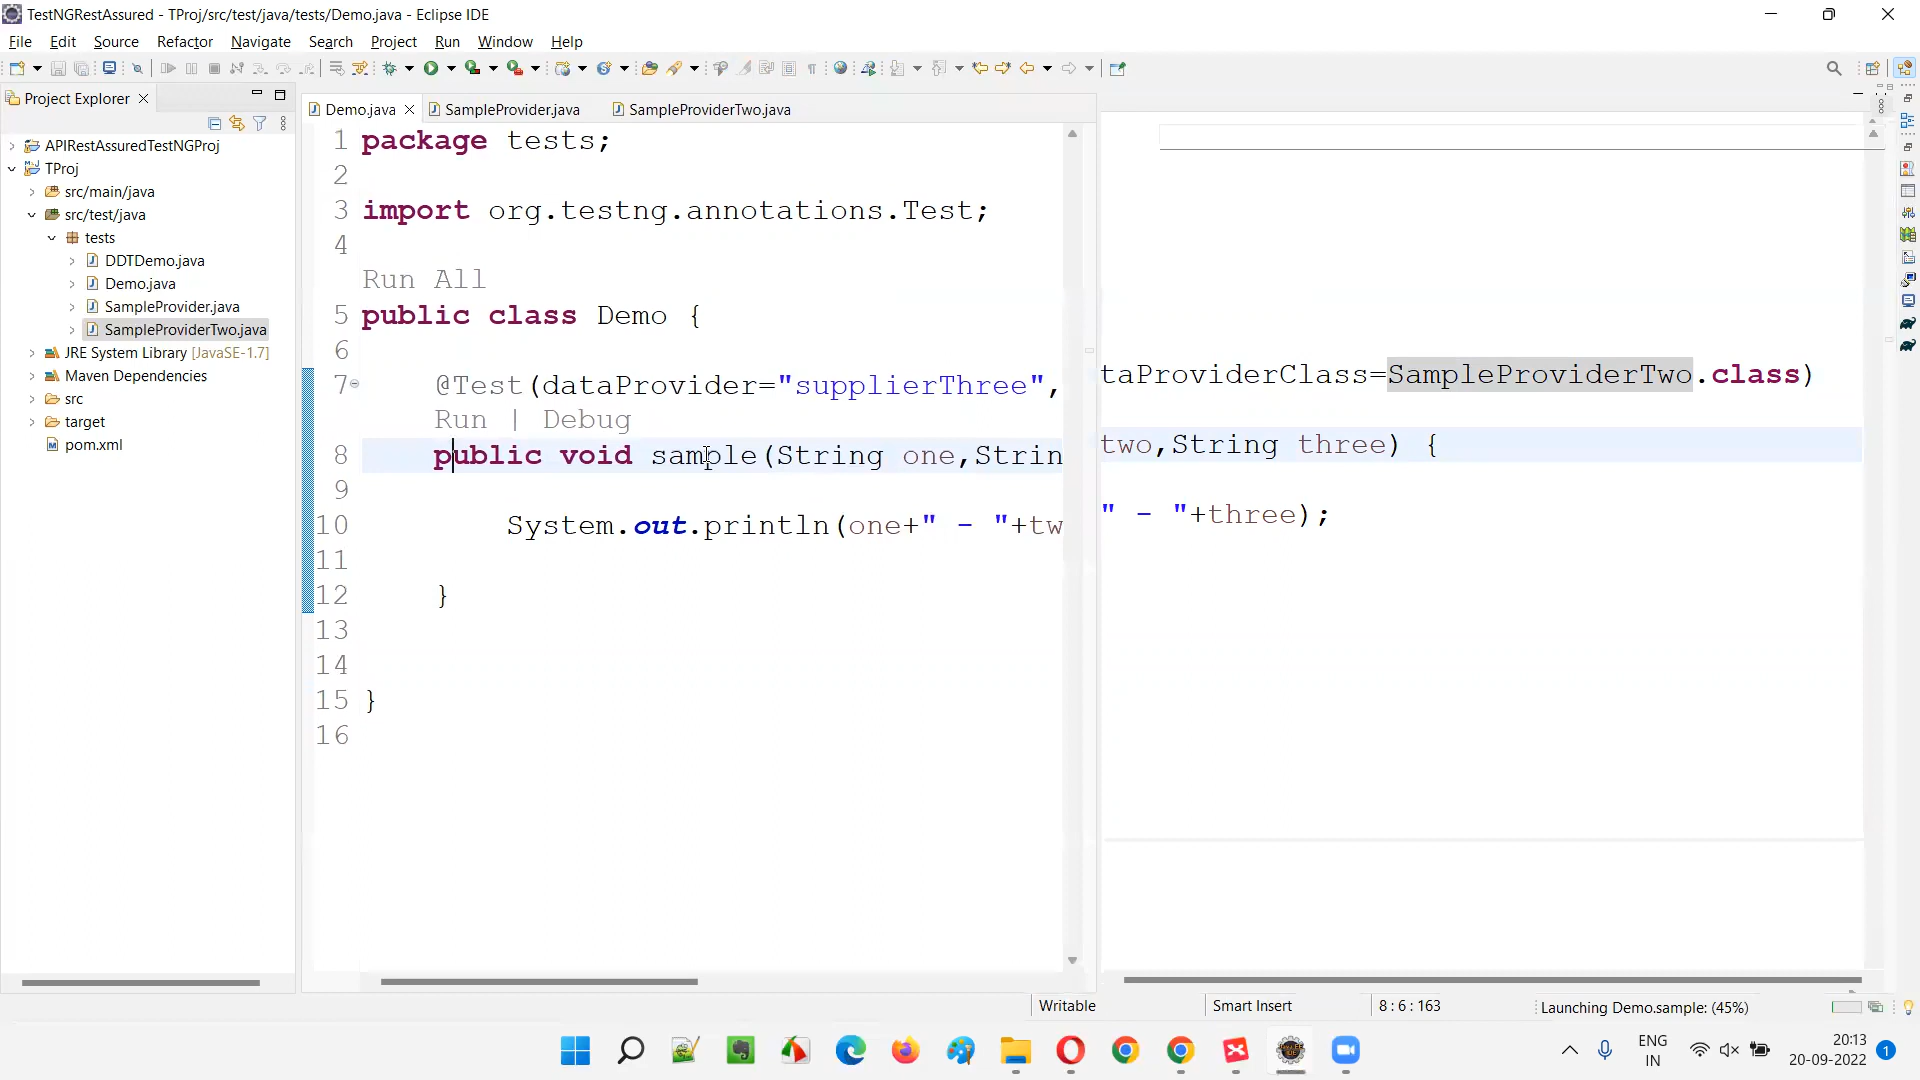 TestNGRestAssured - TProj/src/test/java/tests/Demo.java - Eclipse IDE
File Edit Source Refactor Navigate Search Project Run Window Help
Project Explorer
APIRestAssuredTestNGProj
TProj
src/main/java
src/test/java
tests
DDTDemo.java
Demo.java
SampleProvider.java
SampleProviderTwo.java
JRE System Library [JavaSE-1.7]
Maven Dependencies
src
target
pom.xml
Demo.java SampleProvider.java SampleProviderTwo.java
1 package tests;
2
3 import org.testng.annotations.Test;
4
Run All
5 public class Demo {
6
7 @Test(dataProvider="supplierThree",
Run | Debug
8 public void sample(String one,Strin
9
10 System.out.println(one+" - "+tw
11
12 }
13
14
15 }
16
taProviderClass=SampleProviderTwo.class)
two,String three) {
" - "+three);
Writable Smart Insert 8 : 6 : 163 Launching Demo.sample: (45%)
ENG
IN
20:13
20-09-2022
1